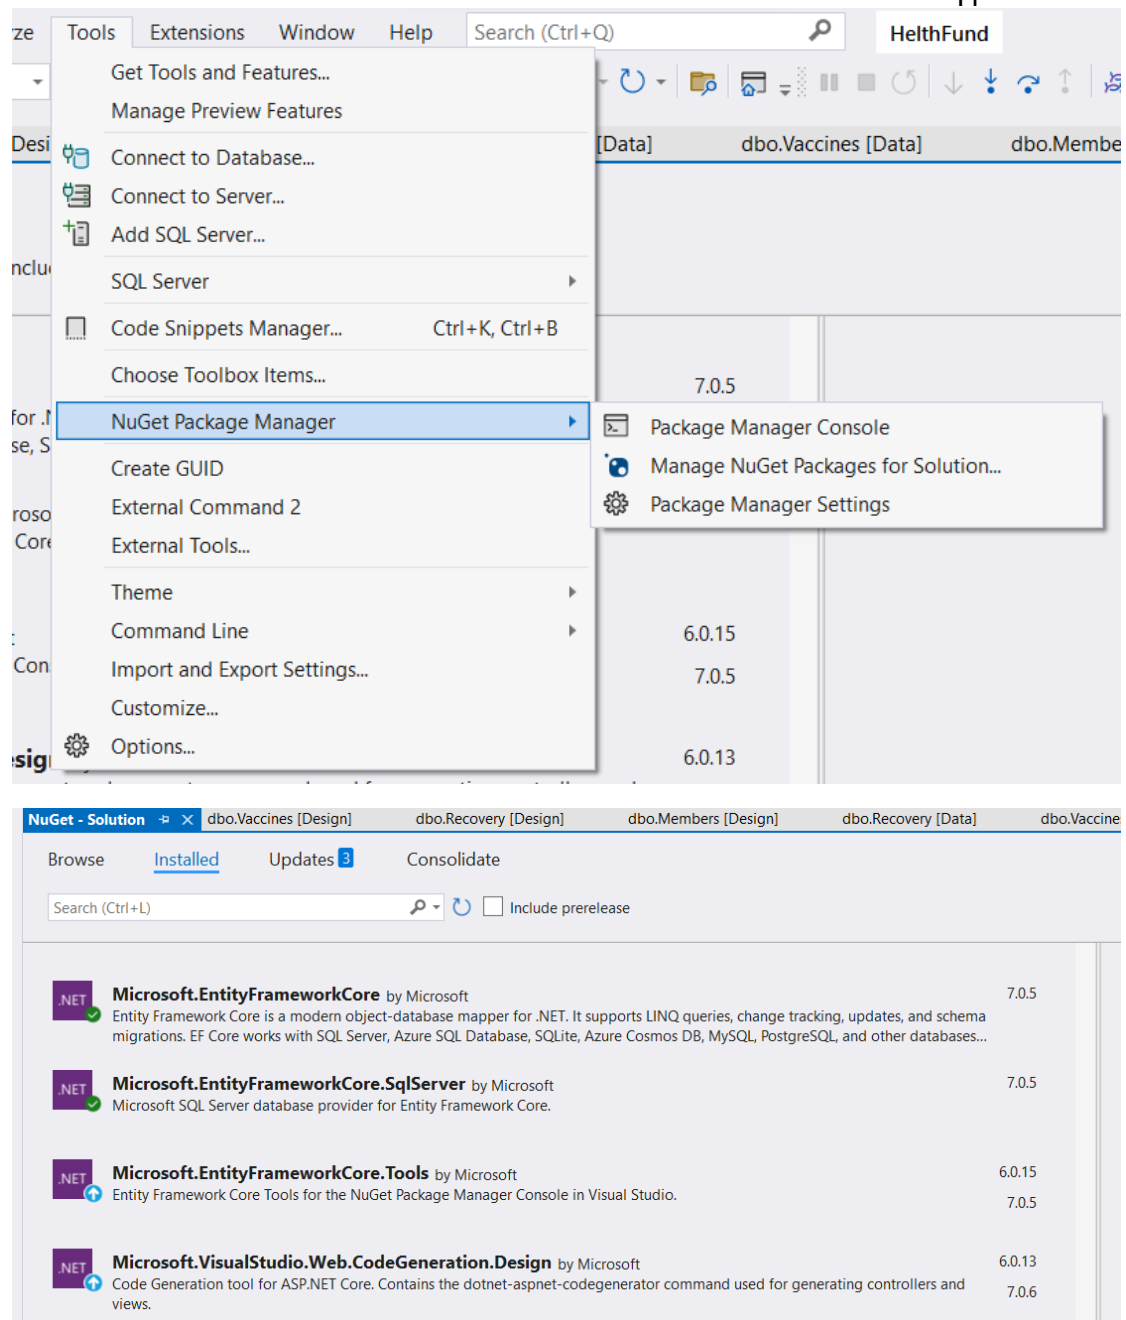 Tools Extensions Window Help Search (Ctrl+Q) HelthFund
Get Tools and Features...
Manage Preview Features
[Data] dbo.Vaccines [Data] dbo.Membe
Connect to Database...
Connect to Server...
Add SQL Server...
SQL Server
Code Snippets Manager... Ctrl+K, Ctrl+B
Choose Toolbox Items...
7.0.5
for .N
NuGet Package Manager
Package Manager Console
se, S
Create GUID
Manage NuGet Packages for Solution...
roso
External Command 2
Package Manager Settings
Core
External Tools...
Theme
Command Line
6.0.15
Con
Import and Export Settings...
7.0.5
Customize...
sig
Options...
6.0.13
NuGet - Solution dbo.Vaccines [Design] dbo.Recovery [Design] dbo.Members [Design] dbo.Recovery [Data] dbo.Vaccine
Browse Installed Updates 3 Consolidate
Search (Ctrl+L) Include prerelease
.NET Microsoft.EntityFrameworkCore by Microsoft 7.0.5
Entity Framework Core is a modern object-database mapper for .NET. It supports LINQ queries, change tracking, updates, and schema
migrations. EF Core works with SQL Server, Azure SQL Database, SQLite, Azure Cosmos DB, MySQL, PostgreSQL, and other databases...
.NET Microsoft.EntityFrameworkCore.SqlServer by Microsoft 7.0.5
Microsoft SQL Server database provider for Entity Framework Core.
.NET Microsoft.EntityFrameworkCore.Tools by Microsoft 6.0.15
Entity Framework Core Tools for the NuGet Package Manager Console in Visual Studio. 7.0.5
.NET Microsoft.VisualStudio.Web.CodeGeneration.Design by Microsoft 6.0.13
Code Generation tool for ASP.NET Core. Contains the dotnet-aspnet-codegenerator command used for generating controllers and 7.0.6
views.